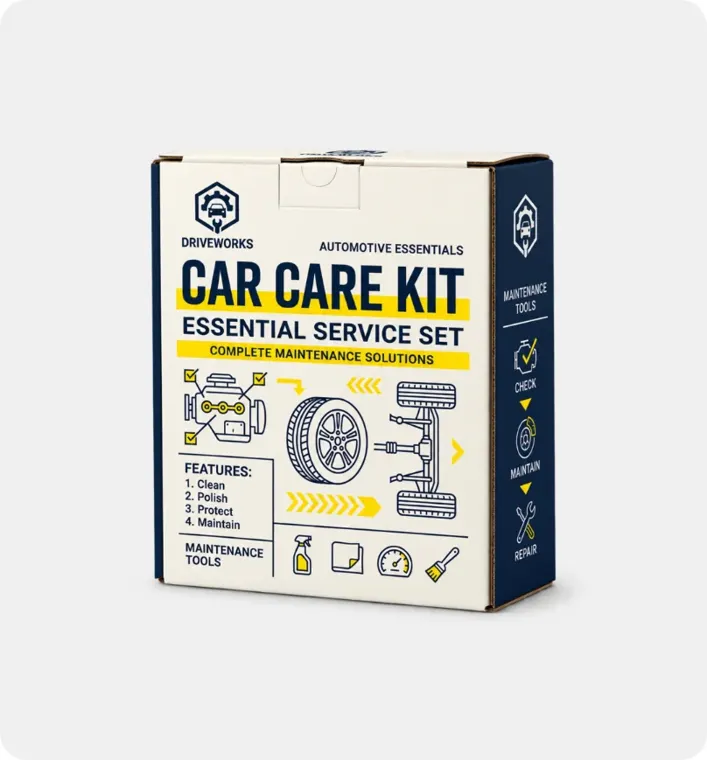 DRIVEWORKS
AUTOMOTIVE ESSENTIALS
CAR CARE KIT
ESSENTIAL SERVICE SET
COMPLETE MAINTENANCE SOLUTIONS
FEATURES:
1. Clean
2. Polish
3. Protect
4. Maintain
MAINTENANCE
TOOLS
MAINTENANCE
TOOLS
CHECK
MAINTAIN
REPAIR